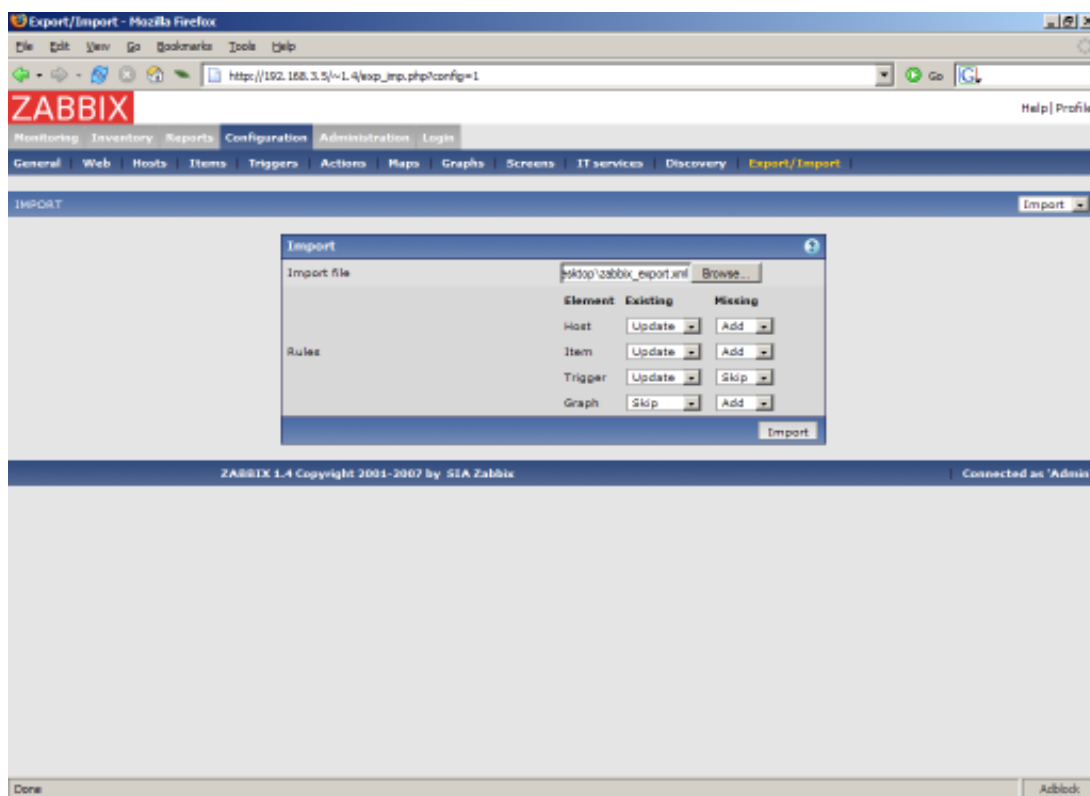 Export/Import - Mozilla Firefox
File Edit View Go Bookmarks Tools Help
http://192.168.3.5/~1.4/exp_imp.php?config=1 Go G
ZABBIX Help | Profile
Monitoring Inventory Reports Configuration Administration Login
General | Web | Hosts | Items | Triggers | Actions | Maps | Graphs | Screens | IT services | Discovery | Export/Import |
IMPORT Import
Import
Import file esktop\zabbix_export.xml Browse...
Element Existing Missing
Host Update Add
Rules Item Update Add
Trigger Update Skip
Graph Skip Add
Import
ZABBIX 1.4 Copyright 2001-2007 by SIA Zabbix | Connected as 'Admin
Done Adblock